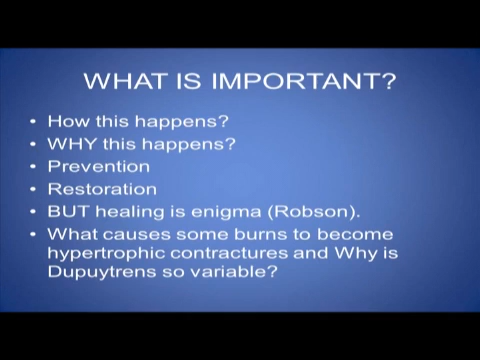 WHAT IS IMPORTANT?
• How this happens?
• WHY this happens?
• Prevention
• Restoration
• BUT healing is enigma (Robson).
• What causes some burns to become
hypertrophic contractures and Why is
Dupuytrens so variable?